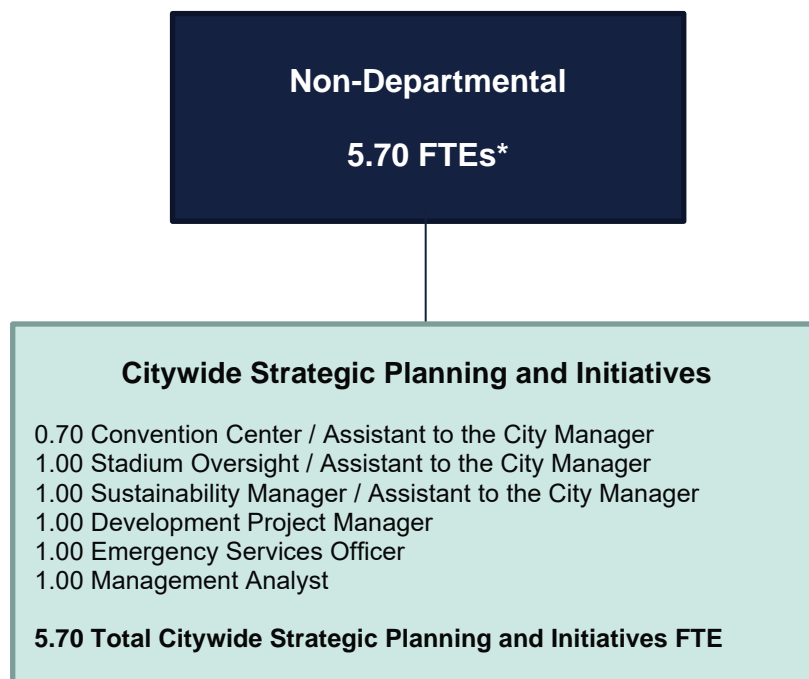 Non-Departmental
5.70 FTEs*
Citywide Strategic Planning and Initiatives
0.70 Convention Center / Assistant to the City Manager
1.00 Stadium Oversight / Assistant to the City Manager
1.00 Sustainability Manager / Assistant to the City Manager
1.00 Development Project Manager
1.00 Emergency Services Officer
1.00 Management Analyst
5.70 Total Citywide Strategic Planning and Initiatives FTE